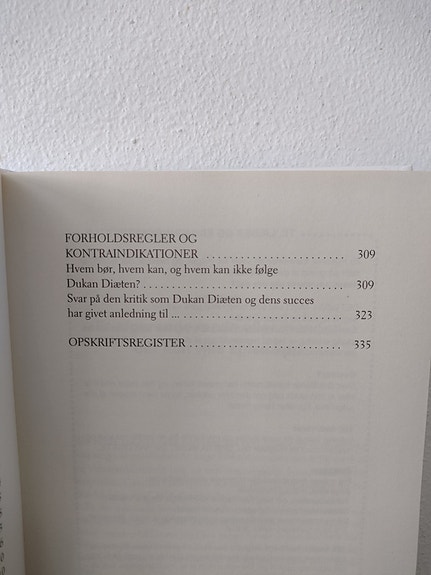 FORHOLDSREGLER OG
KONTRAINDIKATIONER ........................ 309
Hvem bør, hvem kan, og hvem kan ikke følge
Dukan Diæten? .................................. 309
Svar på den kritik som Dukan Diæten og dens succes
har givet anledning til ... ............................ 323
OPSKRIFTSREGISTER ............................ 335